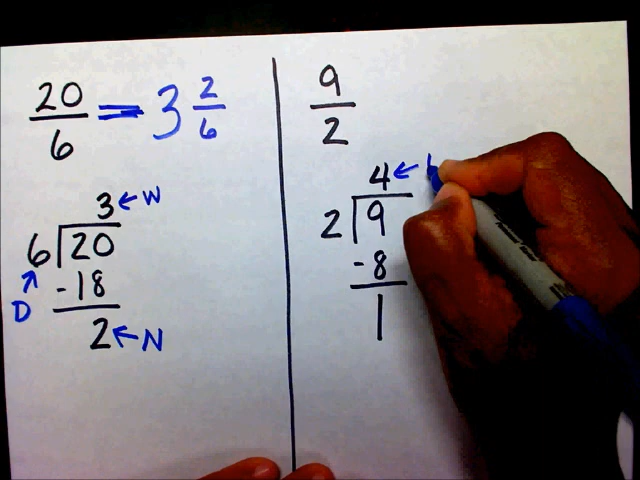 20/6 = 3 2/6
3 ← W
6⟌20
-18
D
2 ← N
9/2
4 ←
2⟌9
-8
1